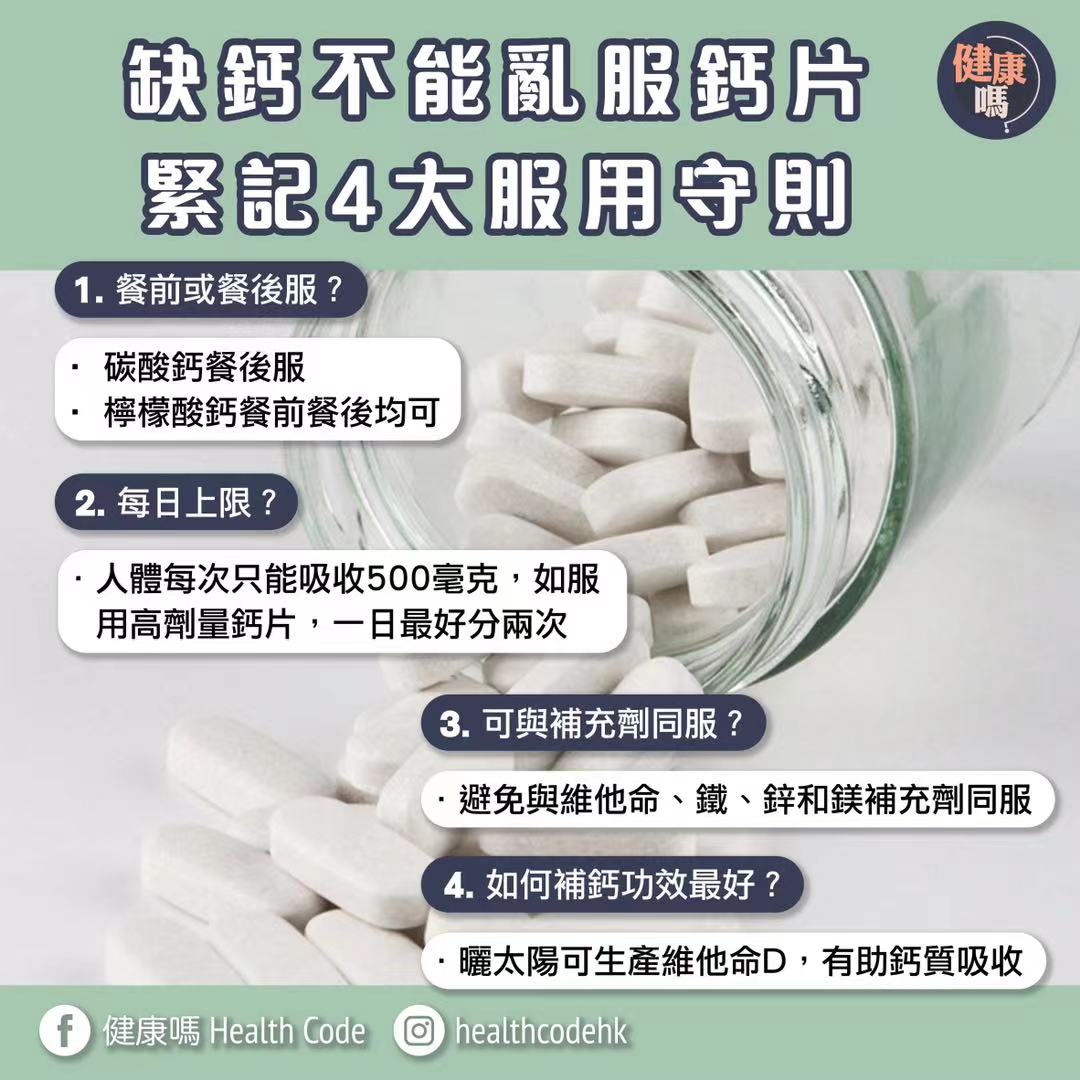 缺鈣不能亂服鈣片
緊記4大服用守則
健康
嗎
1. 餐前或餐後服？
· 碳酸鈣餐後服
· 檸檬酸鈣餐前餐後均可
2. 每日上限？
· 人體每次只能吸收500毫克，如服
用高劑量鈣片，一日最好分兩次
3. 可與補充劑同服？
· 避免與維他命、鐵、鋅和鎂補充劑同服
4. 如何補鈣功效最好？
· 曬太陽可生產維他命D，有助鈣質吸收
健康嗎 Health Code
healthcodehk